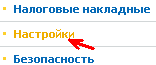 Налоговые накладные
Настройки
Безопасность